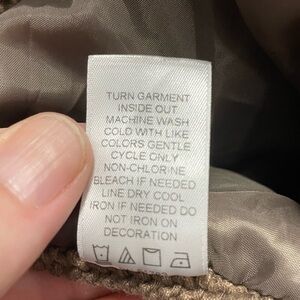 TURN GARMENT
INSIDE OUT
MACHINE WASH
COLD WITH LIKE
COLORS GENTLE
CYCLE ONLY
NON-CHLORINE
BLEACH IF NEEDED
LINE DRY COOL
IRON IF NEEDED DO
NOT IRON ON
DECORATION